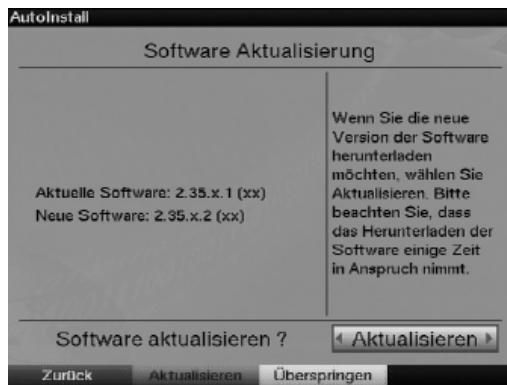 AutoInstall
Software Aktualisierung
Aktuelle Software: 2.35.x.1 (xx)
Neue Software: 2.35.x.2 (xx)
Wenn Sie die neue
Version der Software
herunterladen
möchten, wählen Sie
Aktualisieren. Bitte
beachten Sie, dass
das Herunterladen der
Software einige Zeit
in Anspruch nimmt.
Software aktualisieren ?
Aktualisieren
Zurück Aktualisieren Überspringen